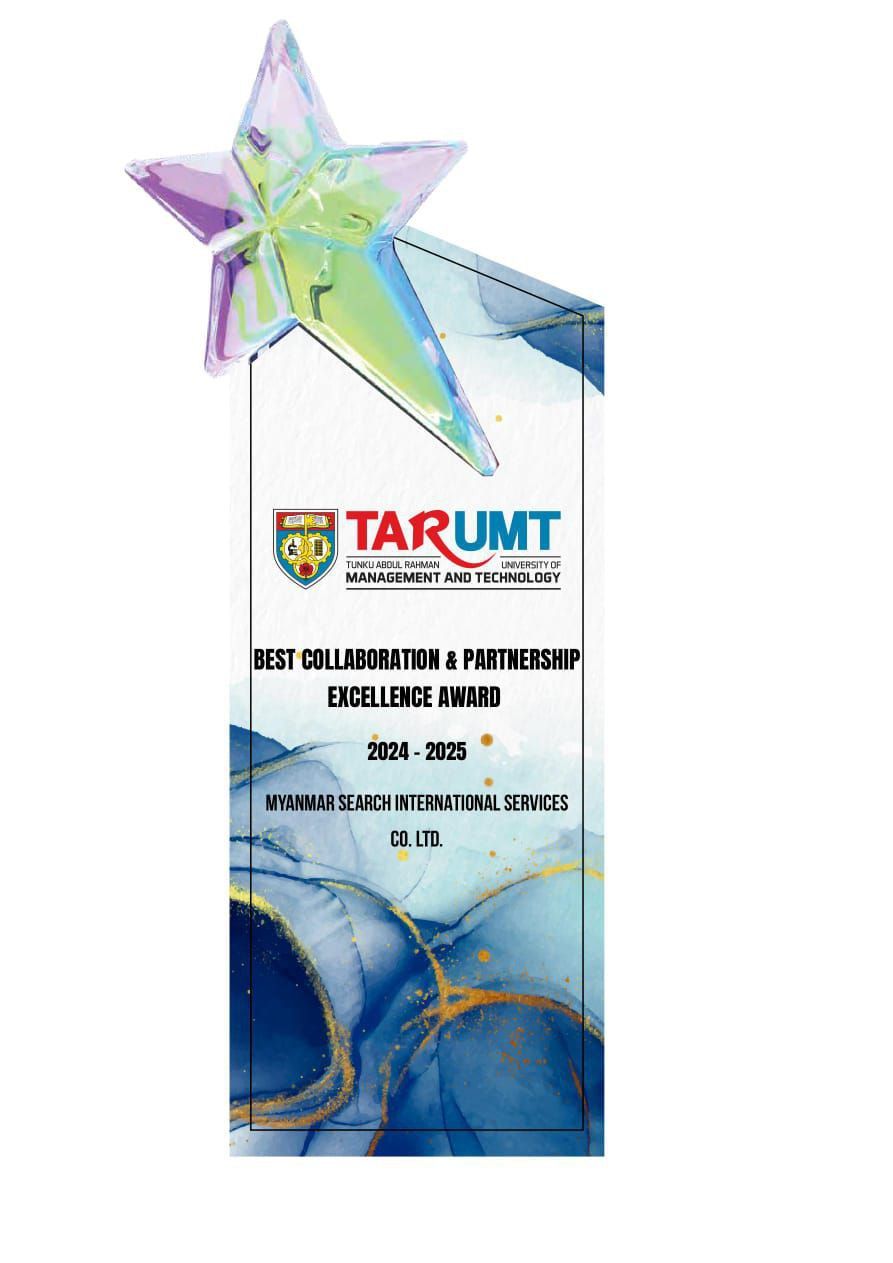 TARUMT
TUNKU ABDUL RAHMAN UNIVERSITY OF
MANAGEMENT AND TECHNOLOGY
BEST COLLABORATION & PARTNERSHIP
EXCELLENCE AWARD
2024 - 2025
MYANMAR SEARCH INTERNATIONAL SERVICES
CO. LTD.